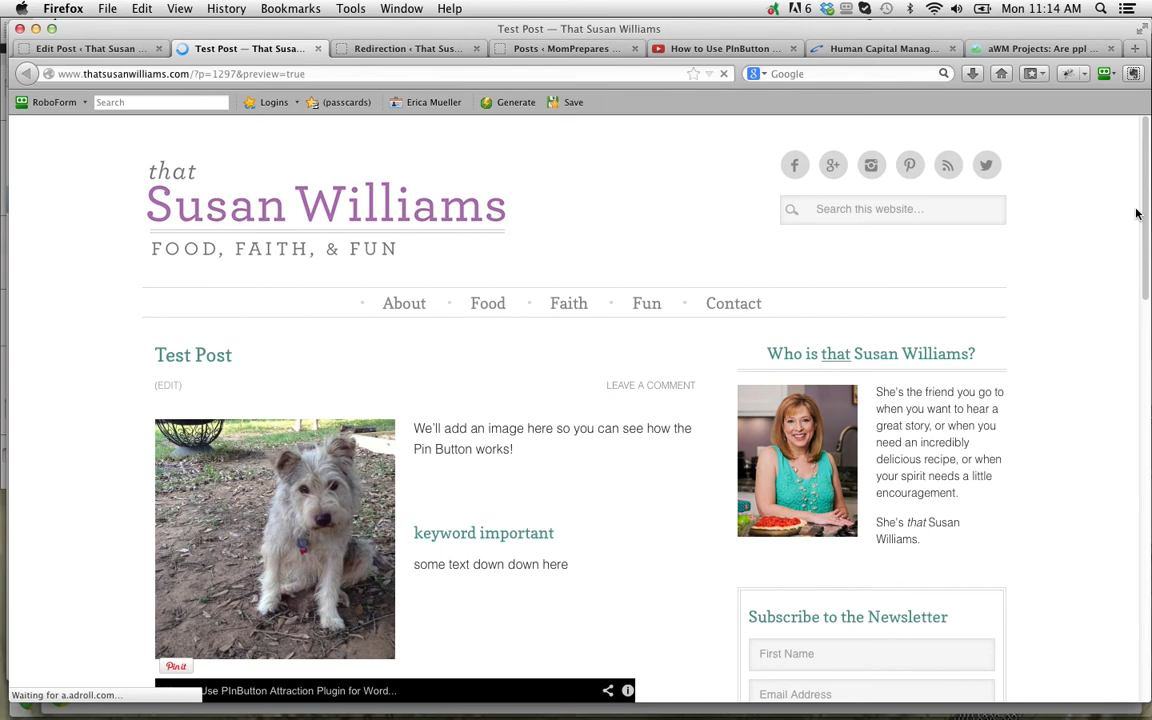 Firefox File Edit View History Bookmarks Tools Window Help 6 Mon 11:14 AM
Test Post — That Susan Williams
Edit Post ‹ That Susan ... Test Post — That Susa... Redirection ‹ That Sus... Posts ‹ MomPrepares ... How to Use PInButton ... Human Capital Manag... aWM Projects: Are ppl ...
www.thatsusanwilliams.com/?p=1297&preview=true Google
RoboForm Search Logins (passcards) Erica Mueller Generate Save
that
Susan Williams
FOOD, FAITH, & FUN
Search this website...
About Food Faith Fun Contact
Test Post
(EDIT) LEAVE A COMMENT
We'll add an image here so you can see how the
Pin Button works!
keyword important
some text down down here
Pin it
Use PInButton Attraction Plugin for Word...
Who is that Susan Williams?
She's the friend you go to
when you want to hear a
great story, or when you
need an incredibly
delicious recipe, or when
your spirit needs a little
encouragement.
She's that Susan
Williams.
Subscribe to the Newsletter
First Name
Email Address
Waiting for a.adroll.com...